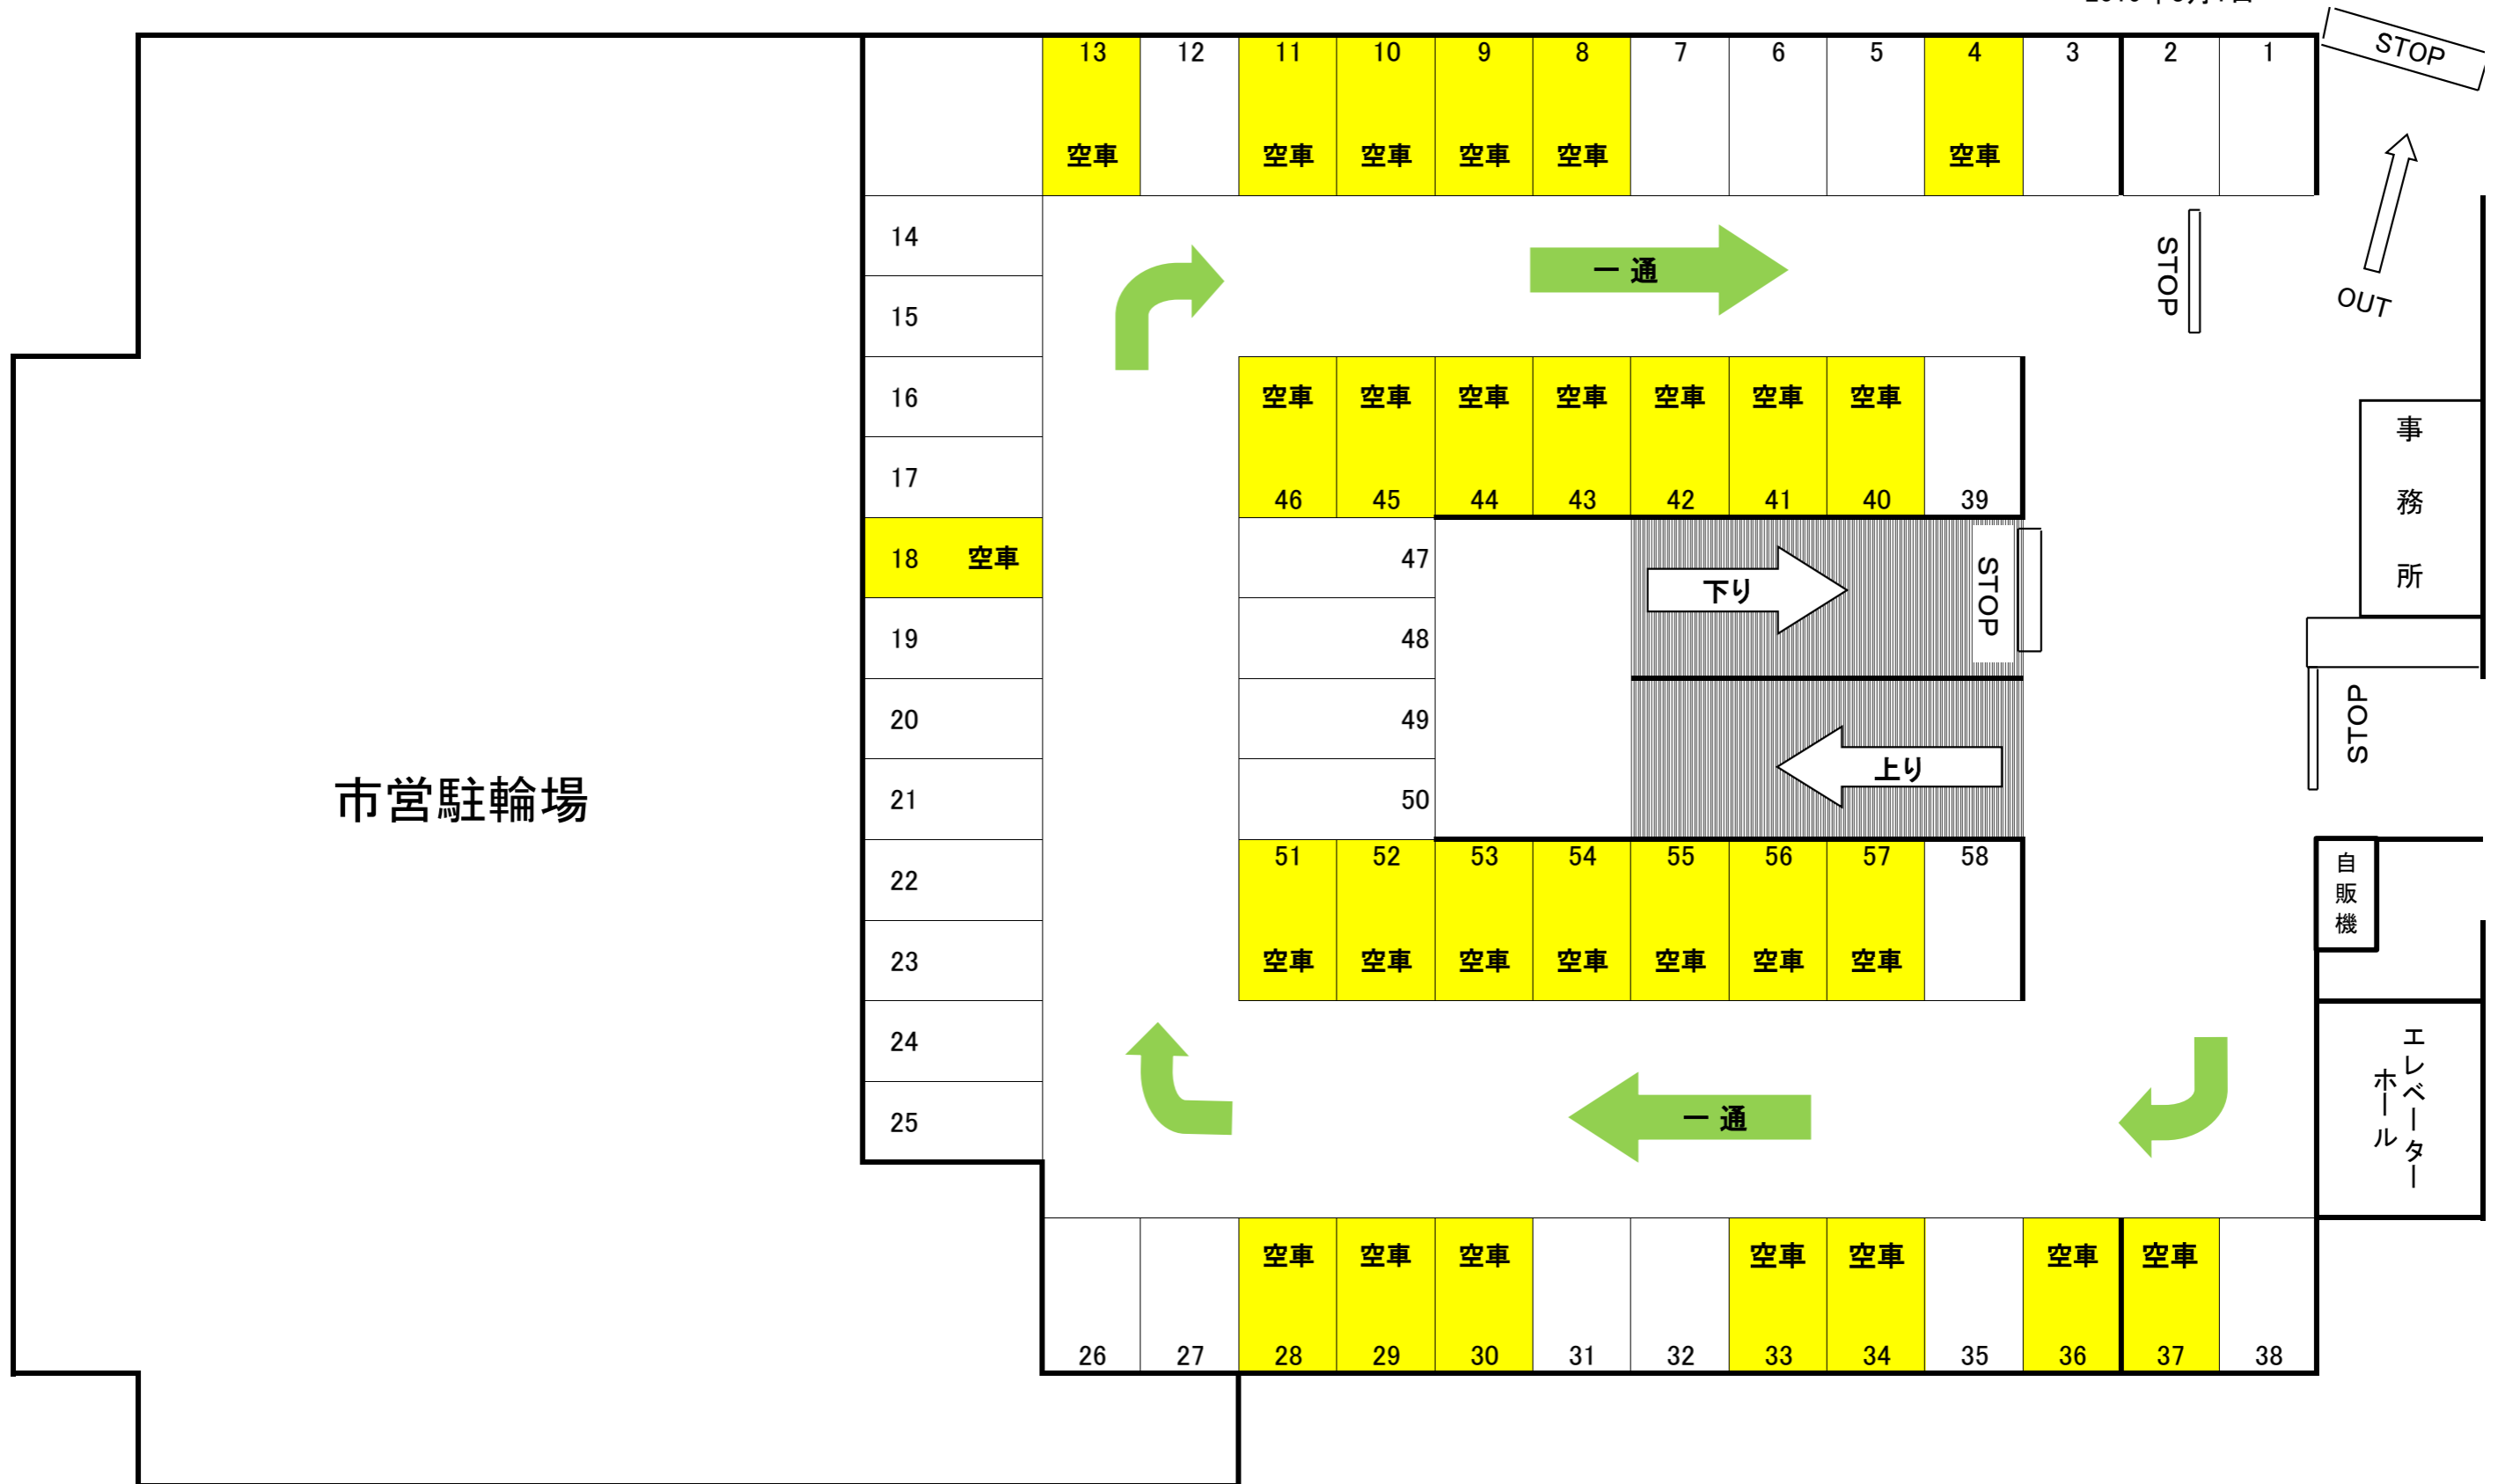 STOP
13 12 11 10 9 8 7 6 5 4 3 2 1
空車 空車 空車 空車 空車 空車
14
一 通
STOP
15
OUT
16 空車 空車 空車 空車 空車 空車 空車
17
46 45 44 43 42 41 40 39
事務所
18 空車
47
下り
STOP
19
48
20
49
STOP
上り
21
50
市営駐輪場
51 52 53 54 55 56 57 58
22
自販機
23
空車 空車 空車 空車 空車 空車 空車
24
エレベーター
ホール
25
一 通
空車 空車 空車 空車 空車 空車 空車
26 27 28 29 30 31 32 33 34 35 36 37 38